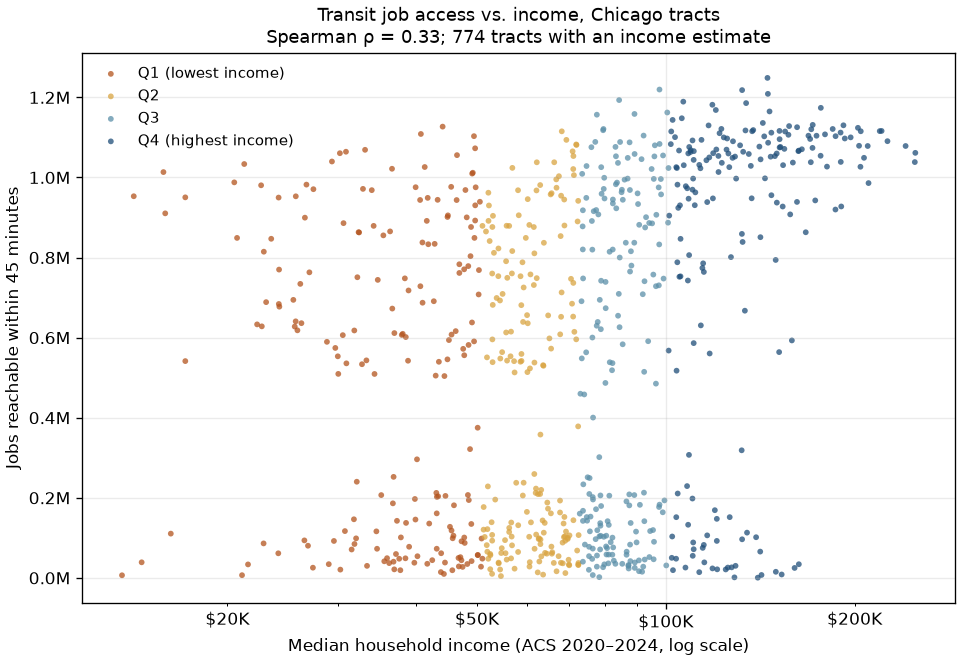 Transit job access vs. income, Chicago tracts
Spearman ρ = 0.33; 774 tracts with an income estimate
Q1 (lowest income)
Q2
Q3
Q4 (highest income)
1.2M
1.0M
0.8M
0.6M
0.4M
0.2M
0.0M
Jobs reachable within 45 minutes
$20K
$50K
$100K
$200K
Median household income (ACS 2020–2024, log scale)